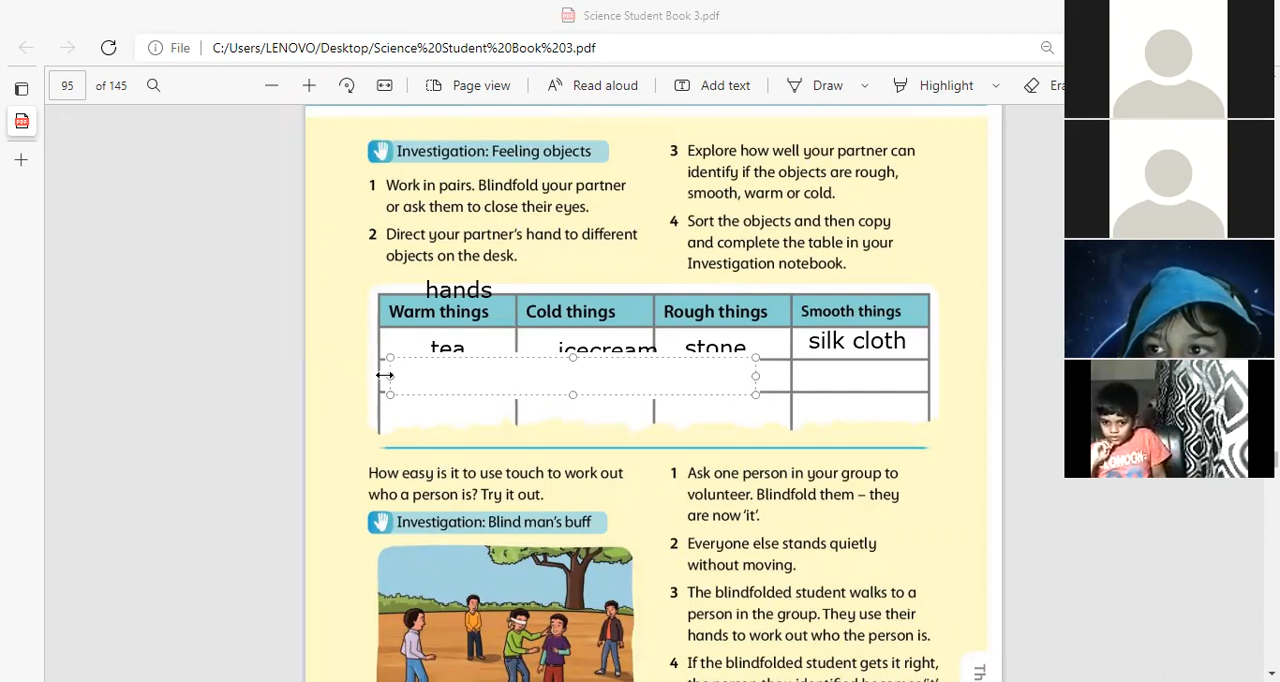 Science Student Book 3.pdf
File
C:/Users/LENOVO/Desktop/Science%20Student%20Book%203.pdf
95 of 145
Page view
Read aloud
Add text
Draw
Highlight
Investigation: Feeling objects
1 Work in pairs. Blindfold your partner
or ask them to close their eyes.
2 Direct your partner's hand to different
objects on the desk.
3 Explore how well your partner can
identify if the objects are rough,
smooth, warm or cold.
4 Sort the objects and then copy
and complete the table in your
Investigation notebook.
hands
Warm things Cold things Rough things Smooth things
tea icecream stone silk cloth
How easy is it to use touch to work out
who a person is? Try it out.
Investigation: Blind man's buff
1 Ask one person in your group to
volunteer. Blindfold them – they
are now 'it'.
2 Everyone else stands quietly
without moving.
3 The blindfolded student walks to a
person in the group. They use their
hands to work out who the person is.
4 If the blindfolded student gets it right,